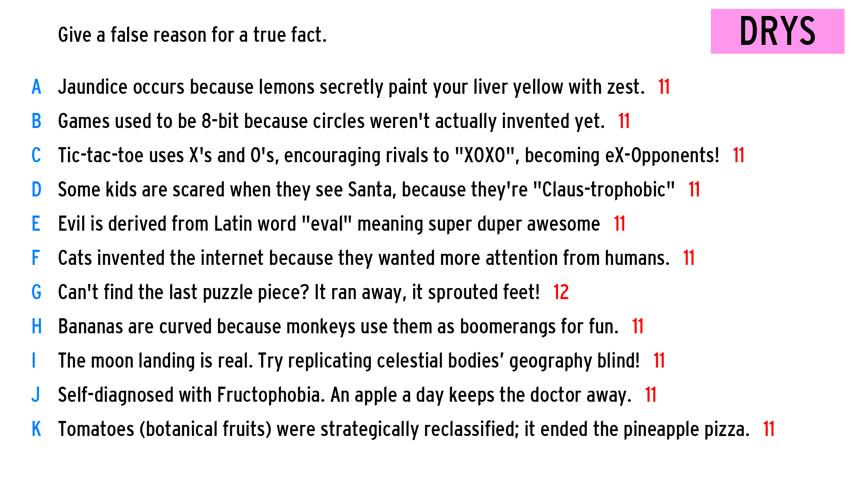 Give a false reason for a true fact.
DRYS
A Jaundice occurs because lemons secretly paint your liver yellow with zest. 11
B Games used to be 8-bit because circles weren't actually invented yet. 11
C Tic-tac-toe uses X's and O's, encouraging rivals to "XOXO", becoming eX-Opponents! 11
D Some kids are scared when they see Santa, because they're "Claus-trophobic" 11
E Evil is derived from Latin word "eval" meaning super duper awesome 11
F Cats invented the internet because they wanted more attention from humans. 11
G Can't find the last puzzle piece? It ran away, it sprouted feet! 12
H Bananas are curved because monkeys use them as boomerangs for fun. 11
I The moon landing is real. Try replicating celestial bodies’ geography blind! 11
J Self-diagnosed with Fructophobia. An apple a day keeps the doctor away. 11
K Tomatoes (botanical fruits) were strategically reclassified; it ended the pineapple pizza. 11